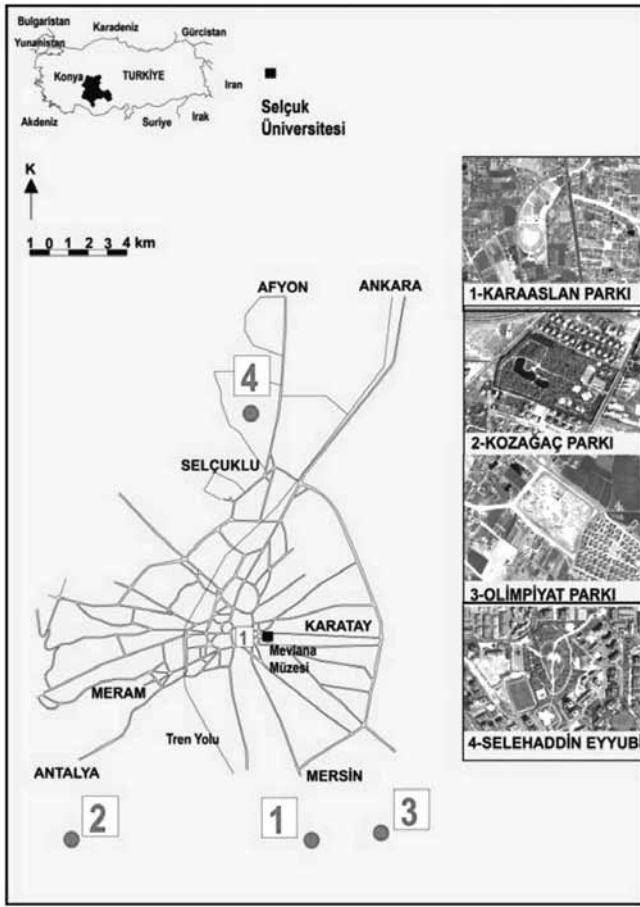 Bulgaristan
Karadeniz
Gürcistan
Yunanistan
Konya
TURKİYE
Iran
Akdeniz
Suriye
Irak
Selçuk
Üniversitesi
K
1 0 1 2 3 4 km
AFYON
ANKARA
4
SELÇUKLU
KARATAY
1
Mevlana
Müzesi
MERAM
Tren Yolu
ANTALYA
MERSİN
2
1
3
1-KARAASLAN PARKI
2-KOZAĞAÇ PARKI
3-OLİMPİYAT PARKI
4-SELEHADDİN EYYUBİ